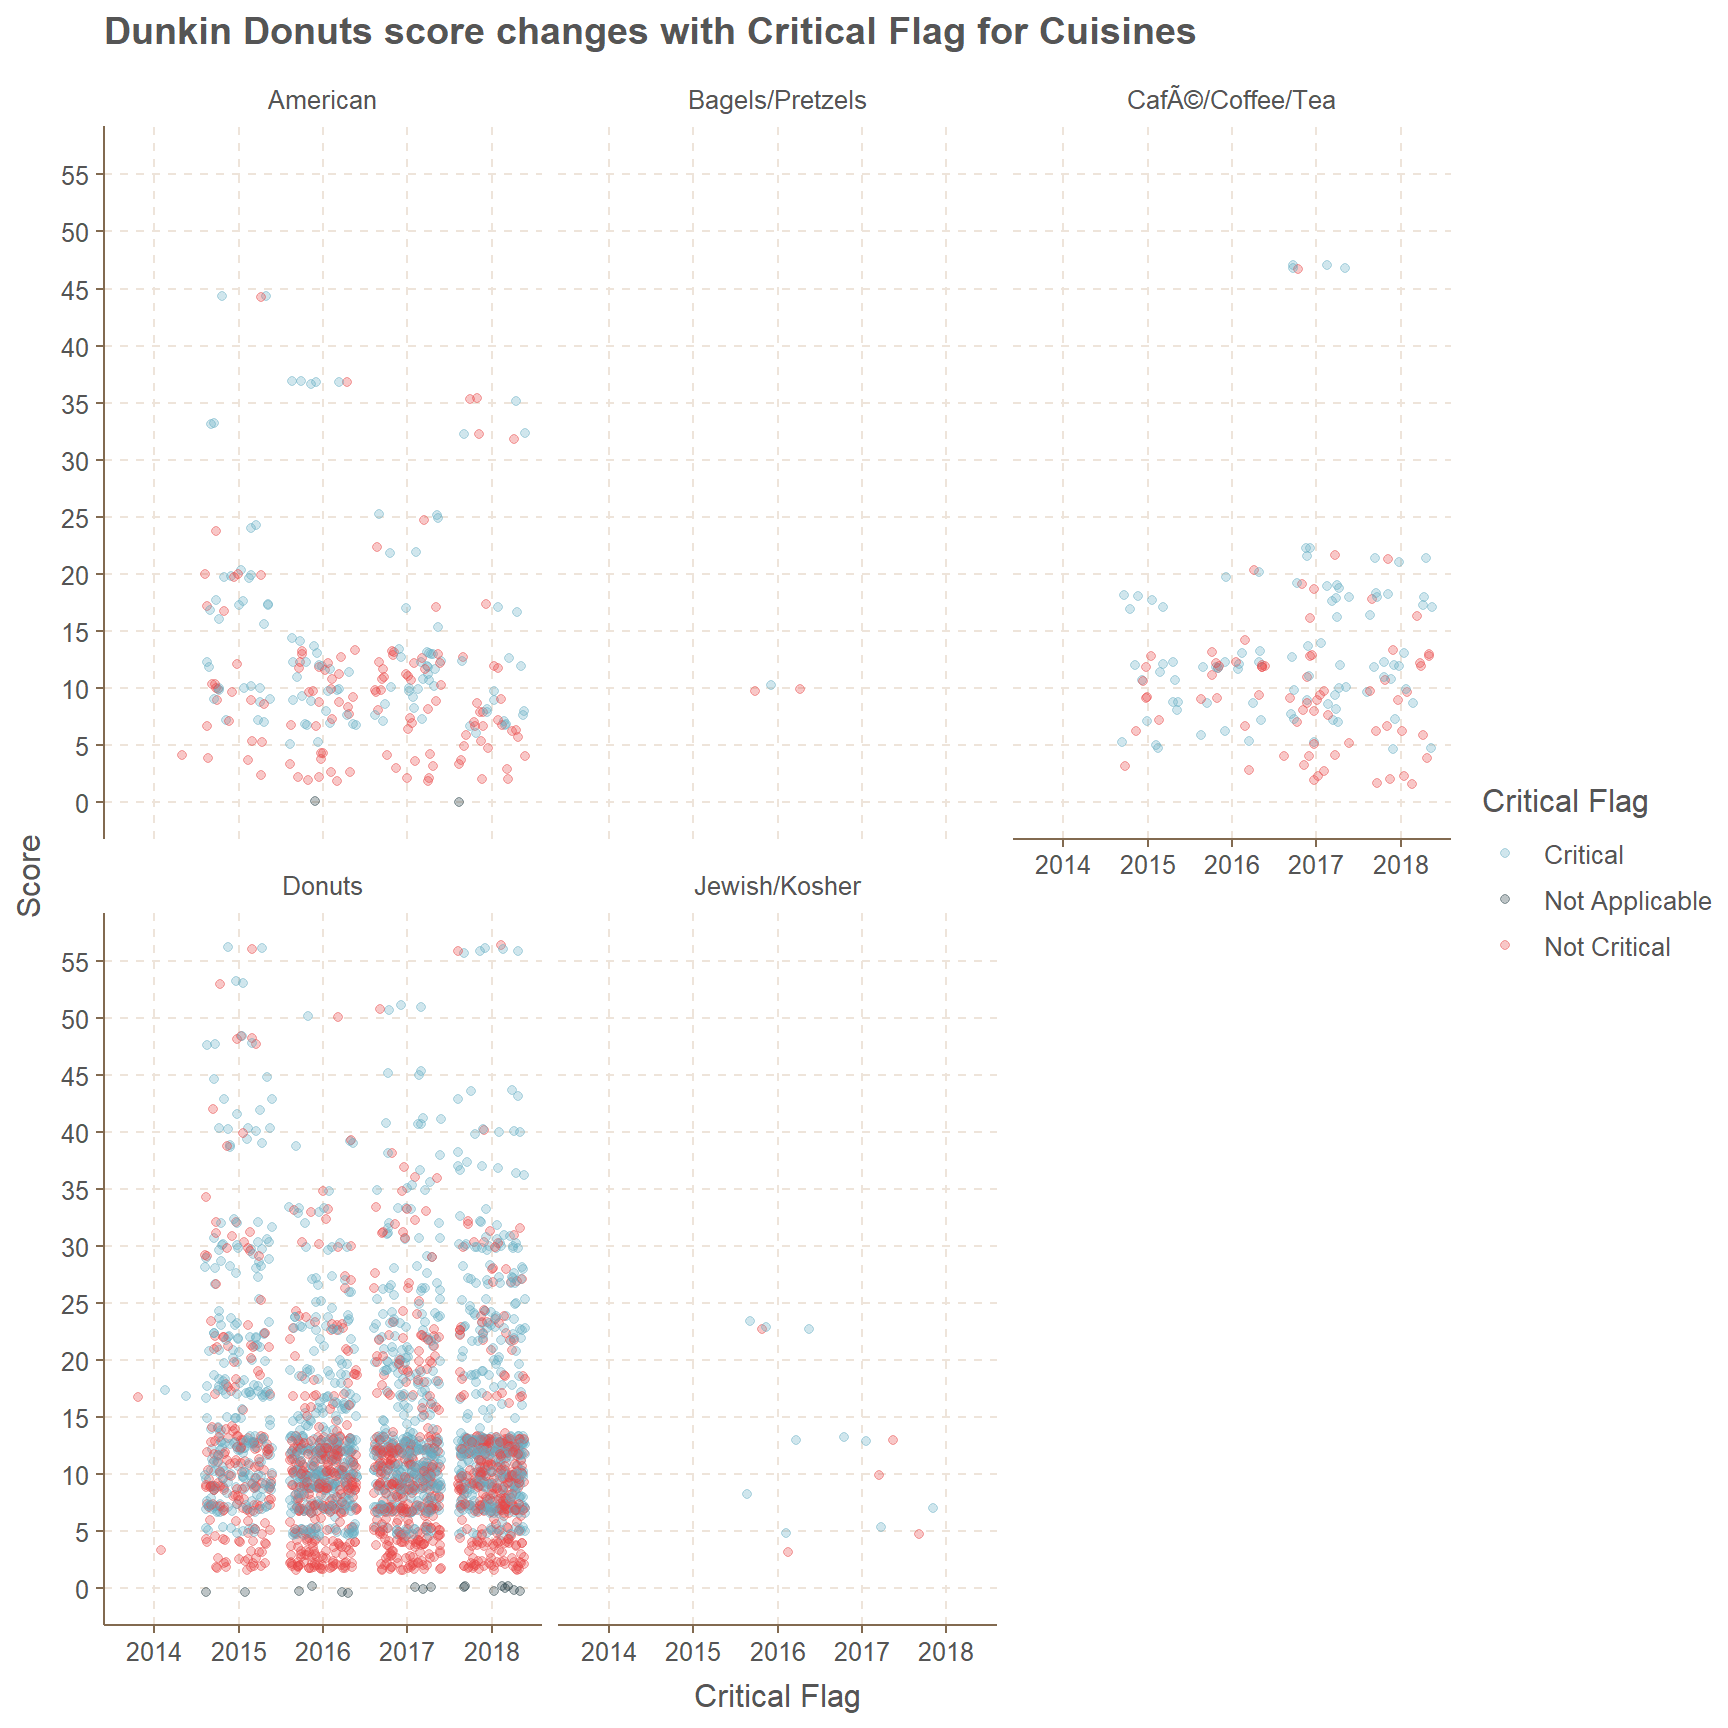 Dunkin Donuts score changes with Critical Flag for Cuisines
American
Bagels/Pretzels
CafÃ©/Coffee/Tea
55
50
45
40
35
30
25
20
15
10
5
0
2014 2015 2016 2017 2018
Score
Donuts
Jewish/Kosher
55
50
45
40
35
30
25
20
15
10
5
0
2014 2015 2016 2017 2018
2014 2015 2016 2017 2018
Critical Flag
Critical Flag
Critical
Not Applicable
Not Critical